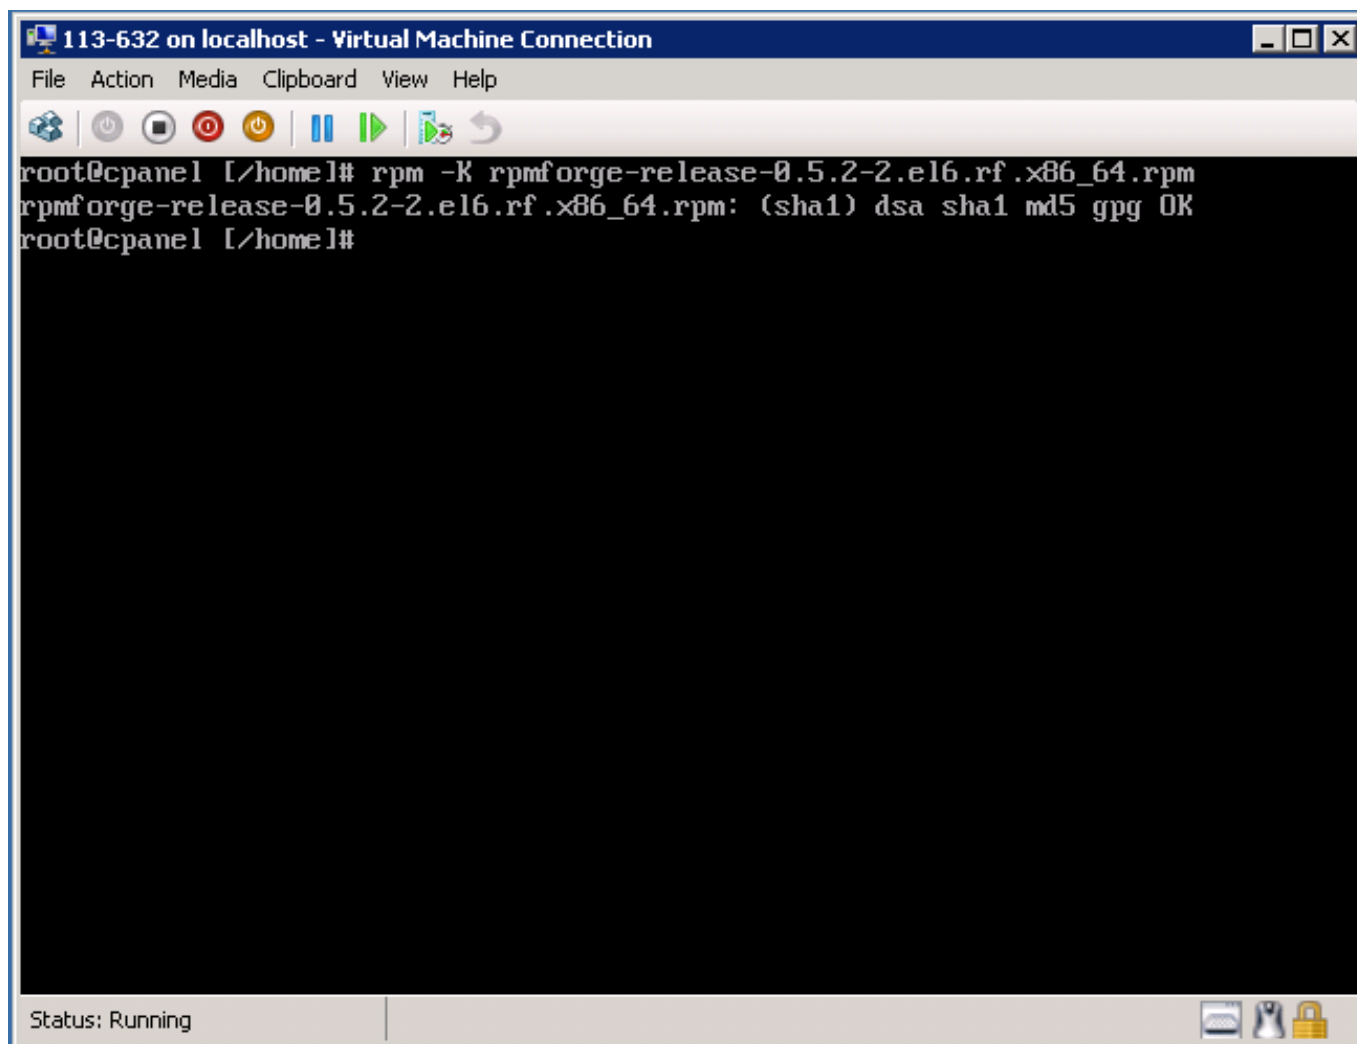 113-632 on localhost - Virtual Machine Connection
File Action Media Clipboard View Help
root@cpanel [/home]# rpm -K rpmforge-release-0.5.2-2.el6.rf.x86_64.rpm
rpmforge-release-0.5.2-2.el6.rf.x86_64.rpm: (sha1) dsa sha1 md5 gpg OK
root@cpanel [/home]#
Status: Running